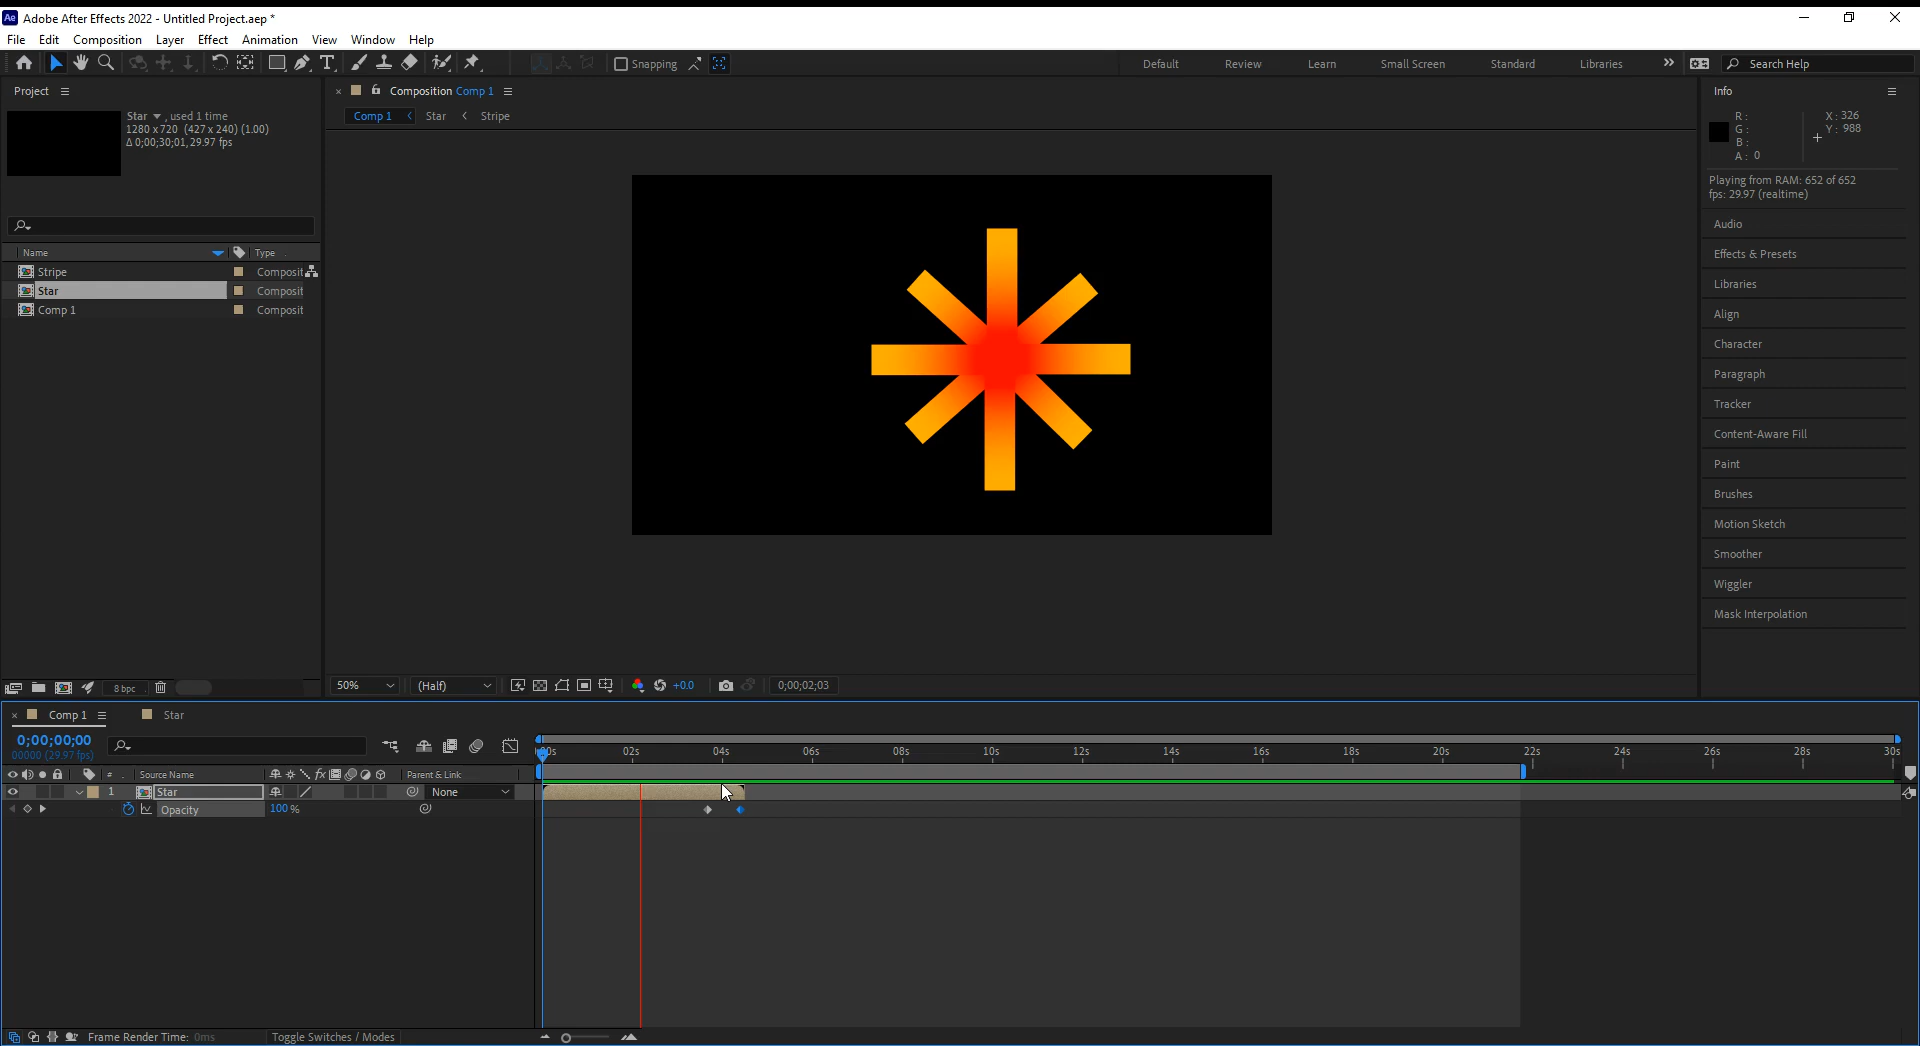 Ae Adobe After Effects 2022 - Untitled Project.aep *
File Edit Composition Layer Effect Animation View Window Help
Snapping Default Review Learn Small Screen Standard Libraries Search Help
Project
Composition Comp 1
Info
Comp 1 Star Stripe
Star , used 1 time
1280 x 720 (427 x 240) (1.00)
Δ 0;00;30;01, 29.97 fps
R :
G :
B :
A : 0
X : 326
Y : 988
Playing from RAM: 652 of 652
fps: 29.97 (realtime)
Audio
Effects & Presets
Libraries
Align
Character
Paragraph
Tracker
Content-Aware Fill
Paint
Brushes
Motion Sketch
Smoother
Wiggler
Mask Interpolation
Name Type
Stripe Composit
Star Composit
Comp 1 Composit
8 bpc
50% (Half) +0.0 0;00;02;03
Comp 1 Star
0;00;00;00
00000 (29.97 fps)
02s 04s 06s 08s 10s 12s 14s 16s 18s 20s 22s 24s 26s 28s 30s
# Source Name fx Parent & Link
1 Star None
Opacity 100 %
Frame Render Time: 0ms Toggle Switches / Modes